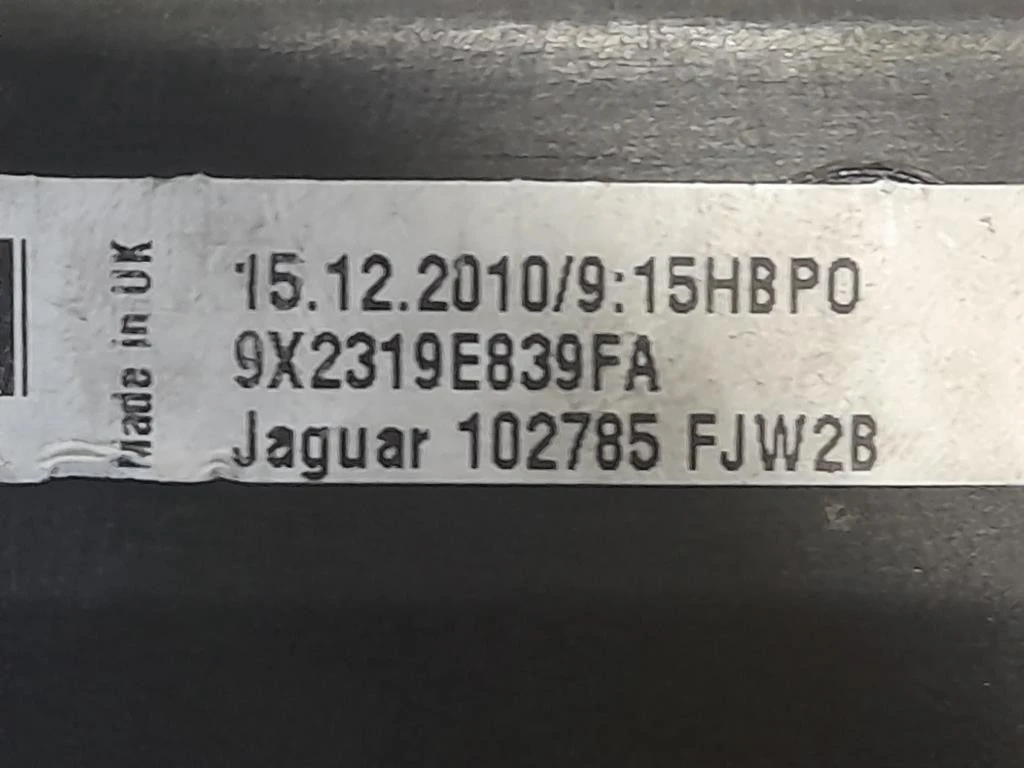 Made in UK
15.12.2010/9:15HBPO
9X2319E839FA
Jaguar 102785 FJW2B